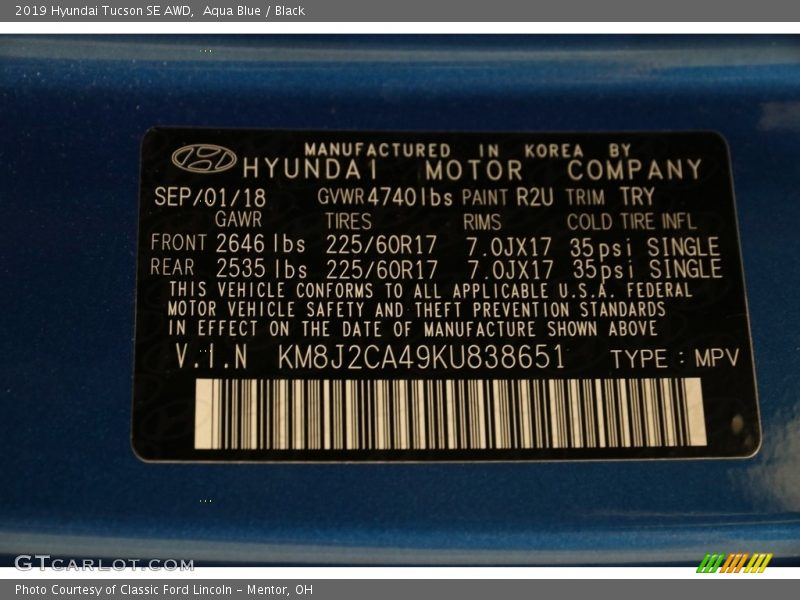 2019 Hyundai Tucson SE AWD,  Aqua Blue / Black
MANUFACTURED IN KOREA BY
HYUNDAI MOTOR COMPANY
SEP/01/18 GVWR 4740lbs PAINT R2U TRIM TRY
GAWR TIRES RIMS COLD TIRE INFL
FRONT 2646 lbs 225/60R17 7.0JX17 35psi SINGLE
REAR 2535 lbs 225/60R17 7.0JX17 35psi SINGLE
THIS VEHICLE CONFORMS TO ALL APPLICABLE U.S.A. FEDERAL
MOTOR VEHICLE SAFETY AND THEFT PREVENTION STANDARDS
IN EFFECT ON THE DATE OF MANUFACTURE SHOWN ABOVE
V.I.N KM8J2CA49KU838651 TYPE : MPV
GTCARLOT.COM
Photo Courtesy of Classic Ford Lincoln - Mentor, OH